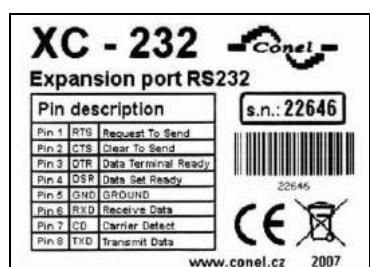 XC - 232
Conel
Expansion port RS232
Pin description
Pin 1 RTS Request To Send
Pin 2 CTS Clear To Send
Pin 3 DTR Data Terminal Ready
Pin 4 DSR Data Set Ready
Pin 5 GND GROUND
Pin 6 RXD Receive Data
Pin 7 CD Carrier Detect
Pin 8 TXD Transmit Data
s.n.: 22646
22646
CE
www.conel.cz 2007